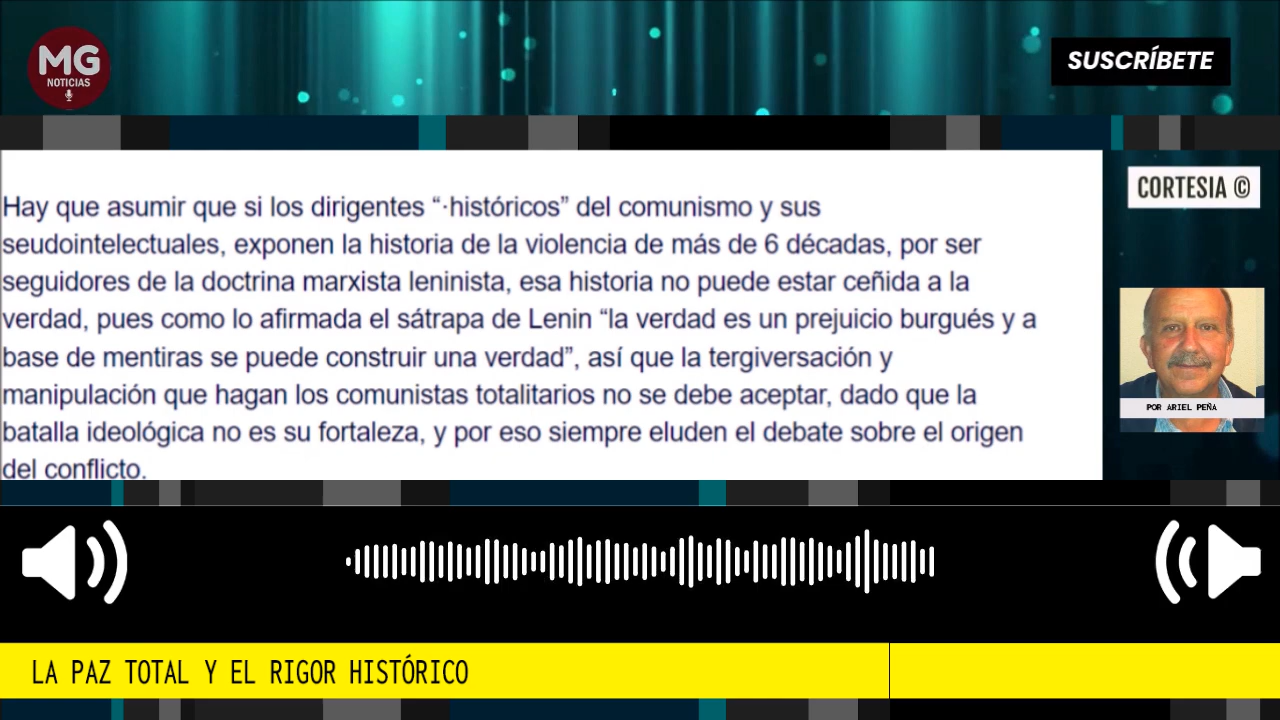 MG
NOTICIAS
SUSCRÍBETE
Hay que asumir que si los dirigentes “·históricos” del comunismo y sus
seudointelectuales, exponen la historia de la violencia de más de 6 décadas, por ser
seguidores de la doctrina marxista leninista, esa historia no puede estar ceñida a la
verdad, pues como lo afirmada el sátrapa de Lenin “la verdad es un prejuicio burgués y a
base de mentiras se puede construir una verdad”, así que la tergiversación y
manipulación que hagan los comunistas totalitarios no se debe aceptar, dado que la
batalla ideológica no es su fortaleza, y por eso siempre eluden el debate sobre el origen
del conflicto.
CORTESIA ©
POR ARIEL PEÑA
LA PAZ TOTAL Y EL RIGOR HISTÓRICO